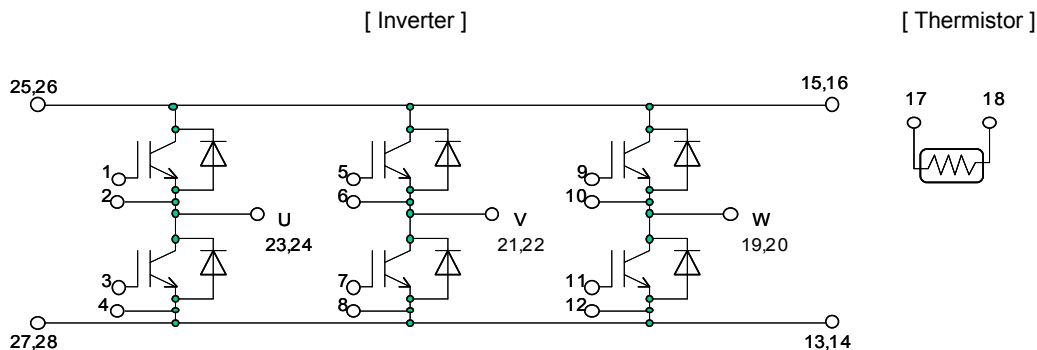 [ Inverter ] [ Thermistor ]
25,26 15,16
17 18
1 5 9
2 6 10
U V W
23,24 21,22 19,20
3 7 11
4 8 12
27,28 13,14